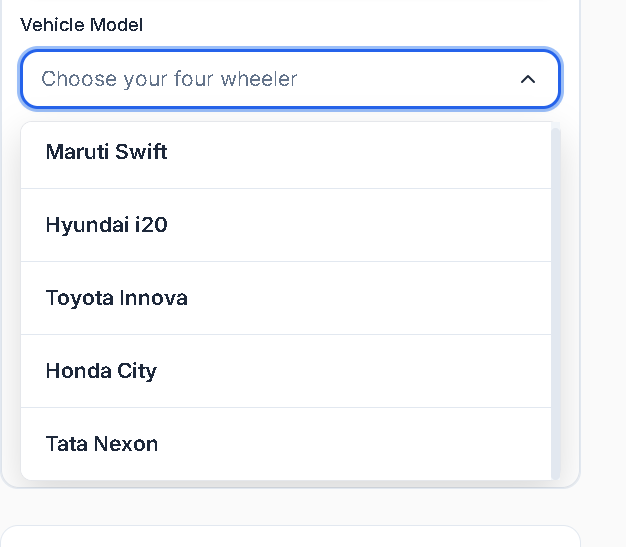 Vehicle Model
Choose your four wheeler
Maruti Swift
Hyundai i20
Toyota Innova
Honda City
Tata Nexon